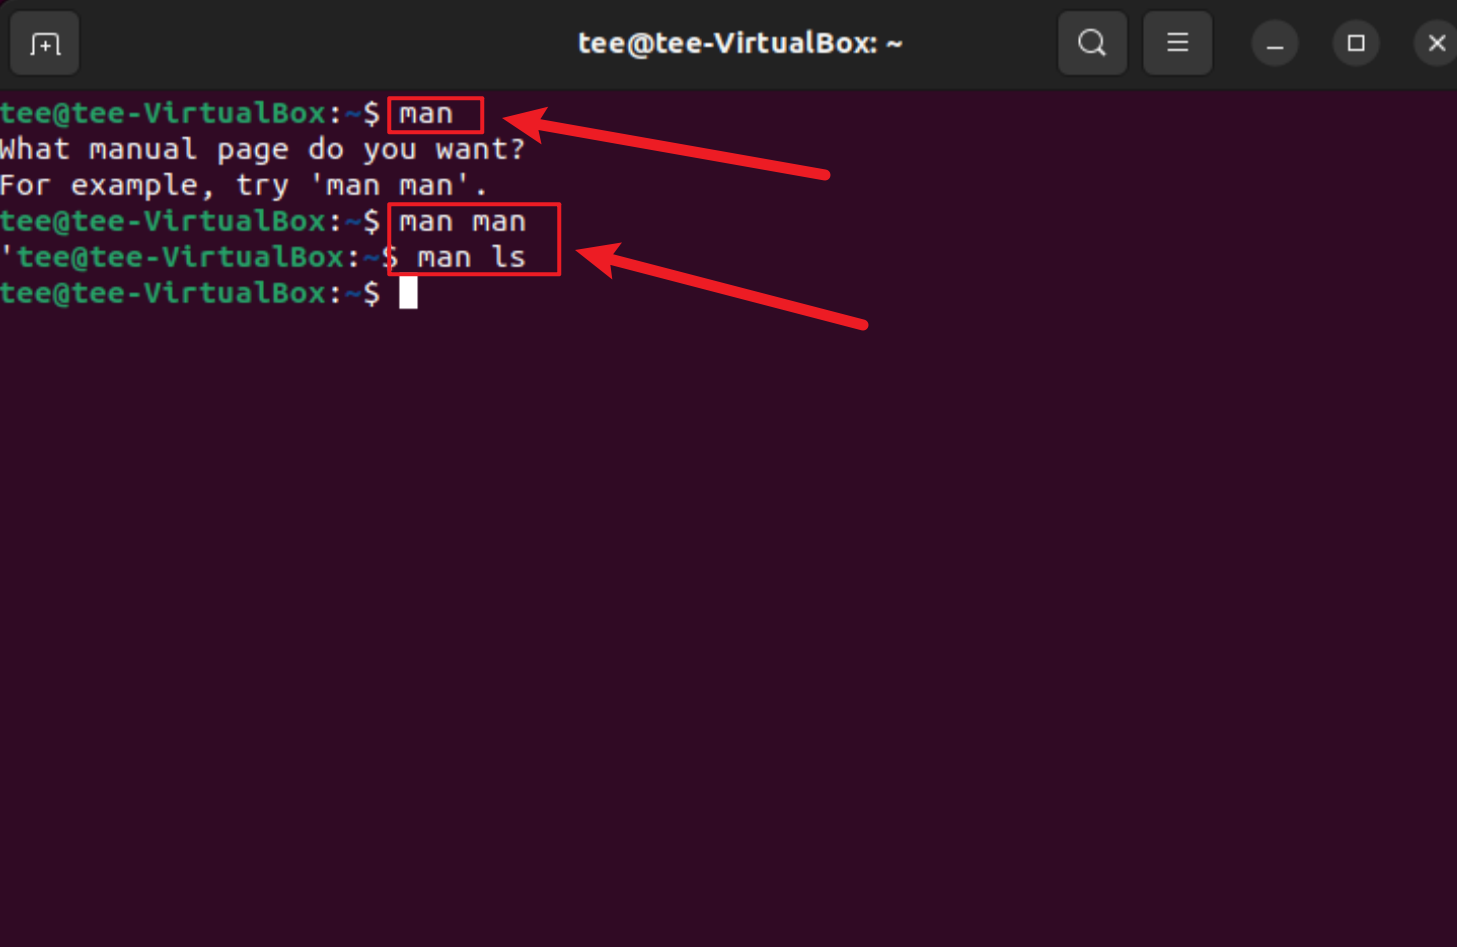 tee@tee-VirtualBox: ~
tee@tee-VirtualBox:~$ man
What manual page do you want?
For example, try 'man man'.
tee@tee-VirtualBox:~$ man man
'tee@tee-VirtualBox:~$ man ls
tee@tee-VirtualBox:~$